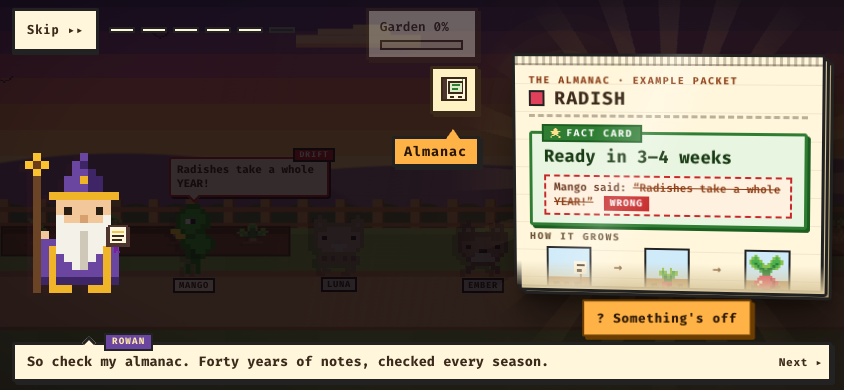 Skip ▸▸
Garden 0%
THE ALMANAC · EXAMPLE PACKET
RADISH
FACT CARD
Ready in 3–4 weeks
Mango said: "Radishes take a whole
YEAR!" WRONG
HOW IT GROWS
→ →
Almanac
DRIFT
Radishes take a whole
YEAR!
MANGO
LUNA
EMBER
? Something's off
ROWAN
So check my almanac. Forty years of notes, checked every season.
Next ▸